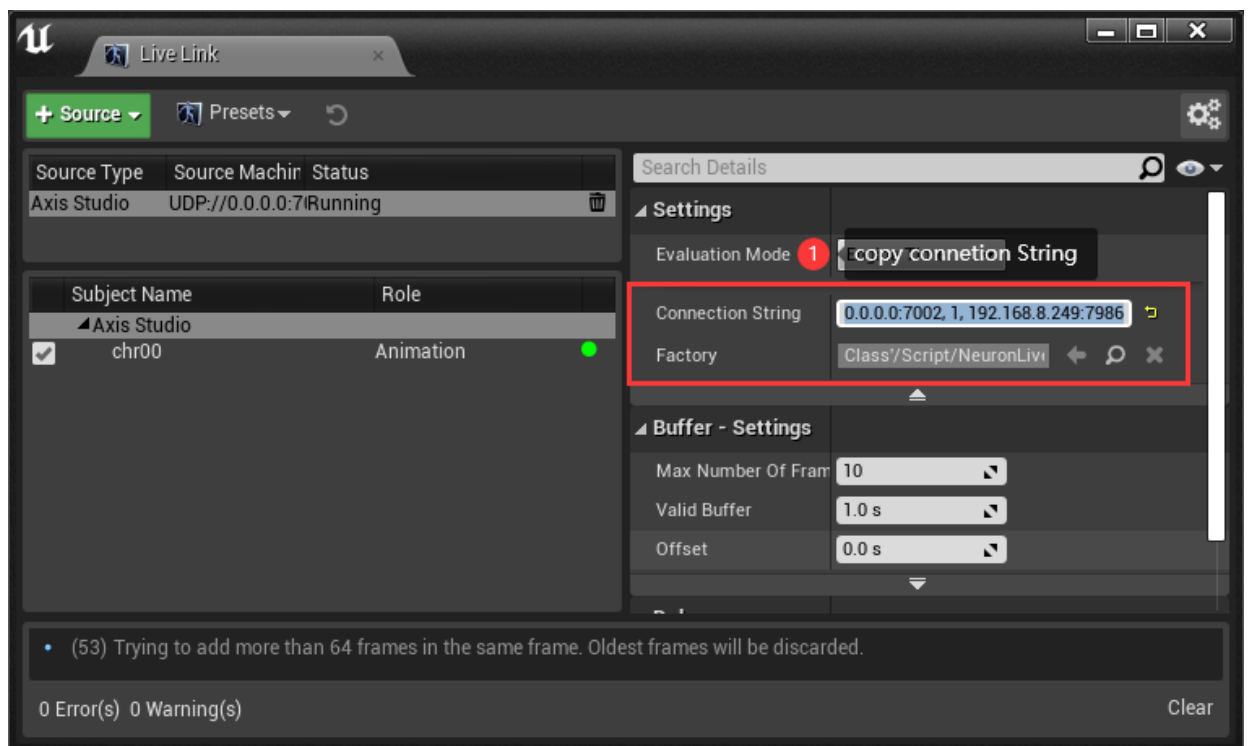 Live Link
Source Presets
Source Type Source Machin Status
Axis Studio UDP://0.0.0.0:7 Running
Subject Name Role
Axis Studio
chr00 Animation
Search Details
Settings
Evaluation Mode 1 copy connetion String
Connection String 0.0.0.0:7002, 1, 192.168.8.249:7986
Factory Class'/Script/NeuronLiv
Buffer - Settings
Max Number Of Fram 10
Valid Buffer 1.0 s
Offset 0.0 s
(53) Trying to add more than 64 frames in the same frame. Oldest frames will be discarded.
0 Error(s) 0 Warning(s) Clear